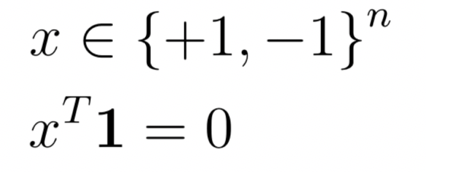 x ∈ {+1, −1}ⁿ
xᵀ𝟏 = 0